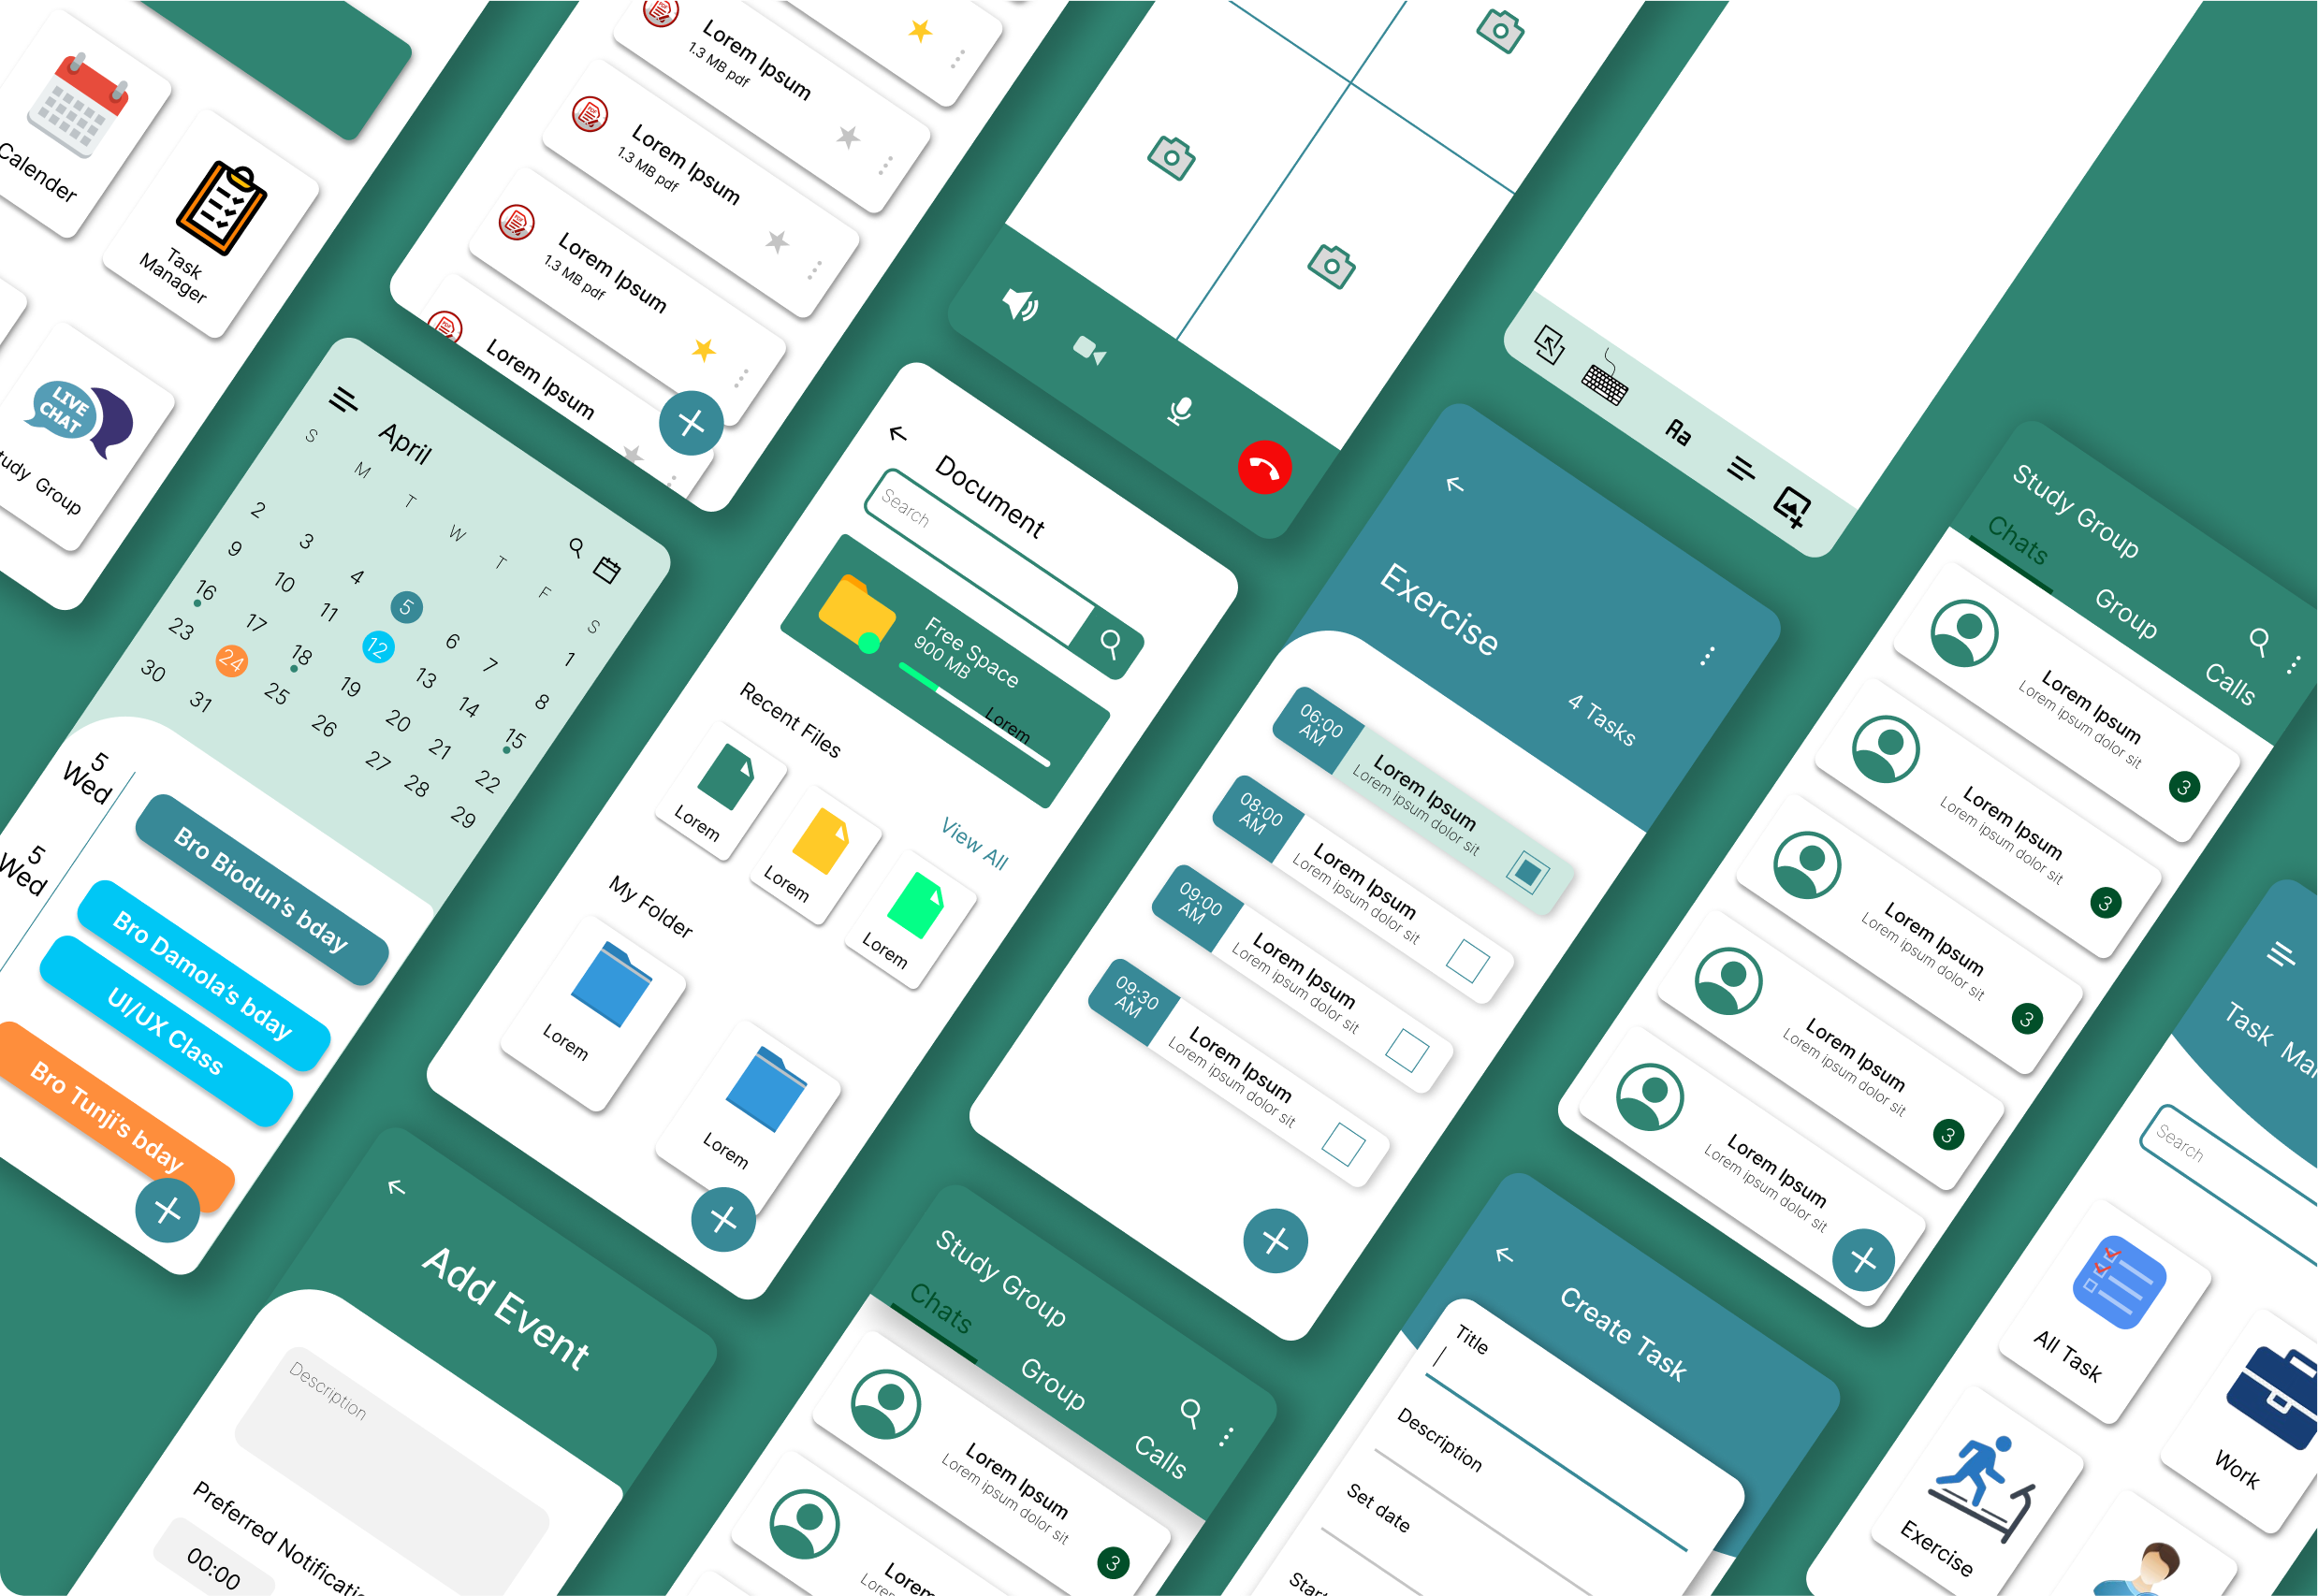 Calender
Task
Manager
LIVE
CHAT
tudy Group
Lorem Ipsum
1.3 MB pdf
Lorem Ipsum
1.3 MB pdf
Lorem Ipsum
1.3 MB pdf
Lorem Ipsum
Aa
April
S M T W T F S
1
2 3 4 5 6 7 8
9 10 11 12 13 14 15
16 17 18 19 20 21 22
23 24 25 26 27 28 29
30 31
5
Wed
Bro Biodun's bday
5
Wed
Bro Damola's bday
UI/UX Class
Bro Tunji's bday
Document
Search
Free Space
900 MB
Lorem
Recent Files
View All
Lorem
Lorem
Lorem
My Folder
Lorem
Lorem
Exercise
4 Tasks
06:00
AM
Lorem Ipsum
Lorem ipsum dolor sit
08:00
AM
Lorem Ipsum
Lorem ipsum dolor sit
09:00
AM
Lorem Ipsum
Lorem ipsum dolor sit
09:30
AM
Lorem Ipsum
Lorem ipsum dolor sit
Study Group
Chats Group Calls
Lorem Ipsum
Lorem ipsum dolor sit
3
Lorem Ipsum
Lorem ipsum dolor sit
3
Lorem Ipsum
Lorem ipsum dolor sit
3
Lorem Ipsum
Lorem ipsum dolor sit
3
Lorem Ipsum
Lorem ipsum dolor sit
Add Event
Description
Preferred Notificatio
00:00
Study Group
Chats Group Calls
Lorem Ipsum
Lorem ipsum dolor sit
3
Lorem
Lorem
Create Task
Title
Description
Set date
Start
Task Ma
Search
All Task
Work
Exercise